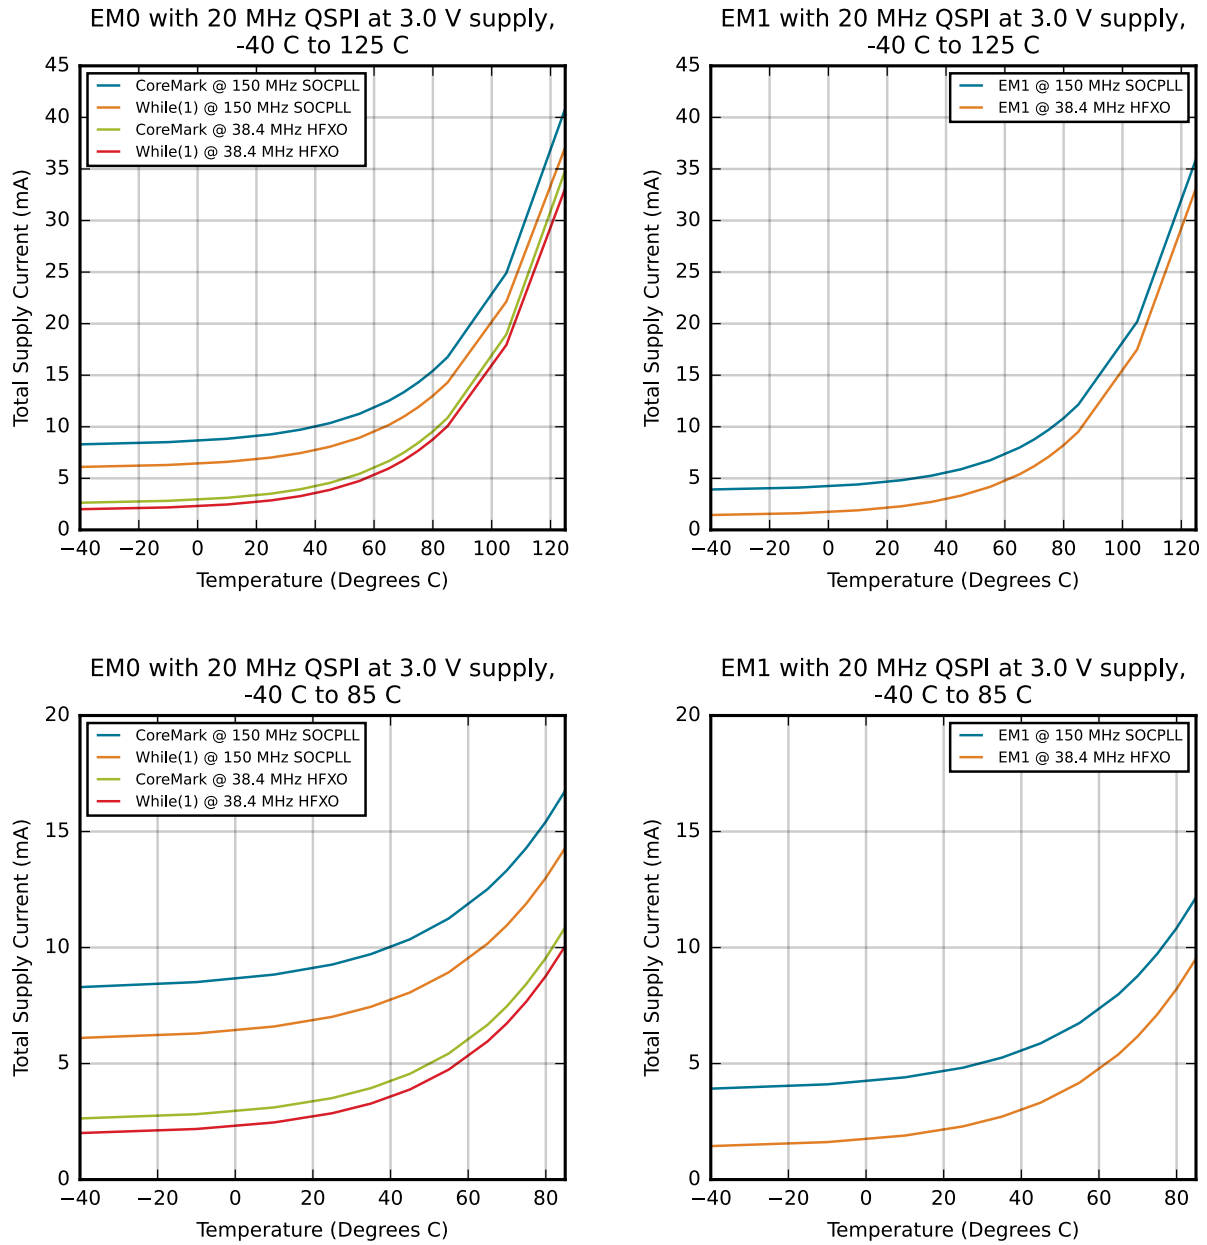 EM0 with 20 MHz QSPI at 3.0 V supply,
-40 C to 125 C
45
40
35
30
25
20
15
10
5
0
Total Supply Current (mA)
CoreMark @ 150 MHz SOCPLL
While(1) @ 150 MHz SOCPLL
CoreMark @ 38.4 MHz HFXO
While(1) @ 38.4 MHz HFXO
−40 −20 0 20 40 60 80 100 120
Temperature (Degrees C)
EM1 with 20 MHz QSPI at 3.0 V supply,
-40 C to 125 C
45
40
35
30
25
20
15
10
5
0
Total Supply Current (mA)
EM1 @ 150 MHz SOCPLL
EM1 @ 38.4 MHz HFXO
−40 −20 0 20 40 60 80 100 120
Temperature (Degrees C)
EM0 with 20 MHz QSPI at 3.0 V supply,
-40 C to 85 C
20
15
10
5
0
Total Supply Current (mA)
CoreMark @ 150 MHz SOCPLL
While(1) @ 150 MHz SOCPLL
CoreMark @ 38.4 MHz HFXO
While(1) @ 38.4 MHz HFXO
−40 −20 0 20 40 60 80
Temperature (Degrees C)
EM1 with 20 MHz QSPI at 3.0 V supply,
-40 C to 85 C
20
15
10
5
0
Total Supply Current (mA)
EM1 @ 150 MHz SOCPLL
EM1 @ 38.4 MHz HFXO
−40 −20 0 20 40 60 80
Temperature (Degrees C)